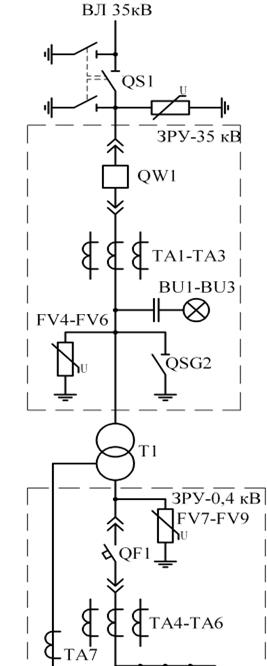 ВЛ 35кВ
QS1
U
ЗРУ-35 кВ
QW1
TA1-TA3
BU1-BU3
FV4-FV6
U
QSG2
T1
ЗРУ-0,4 кВ
FV7-FV9
U
QF1
TA4-TA6
TA7